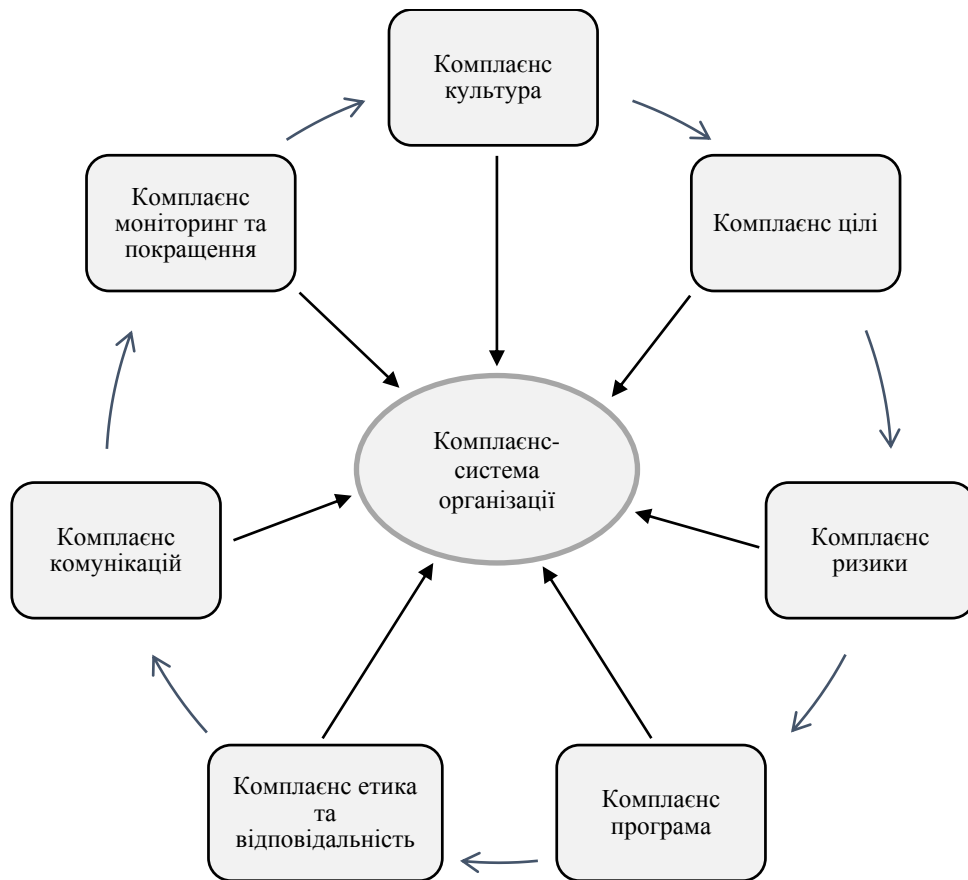 Комплаєнс
культура
Комплаєнс
моніторинг та
покращення
Комплаєнс цілі
Комплаєнс-
система
організації
Комплаєнс
комунікацій
Комплаєнс
ризики
Комплаєнс етика
та
відповідальність
Комплаєнс
програма